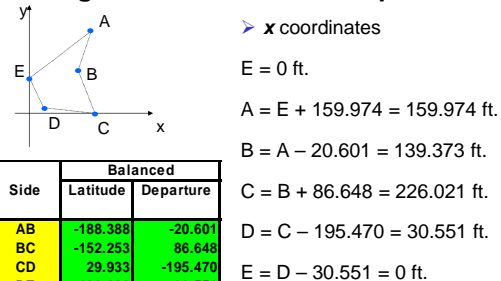 y
A
E
B
D
C
x
Balanced
Side Latitude Departure
AB -188.388 -20.601
BC -152.253 86.648
CD 29.933 -195.470
➢ x coordinates
E = 0 ft.
A = E + 159.974 = 159.974 ft.
B = A – 20.601 = 139.373 ft.
C = B + 86.648 = 226.021 ft.
D = C – 195.470 = 30.551 ft.
E = D – 30.551 = 0 ft.